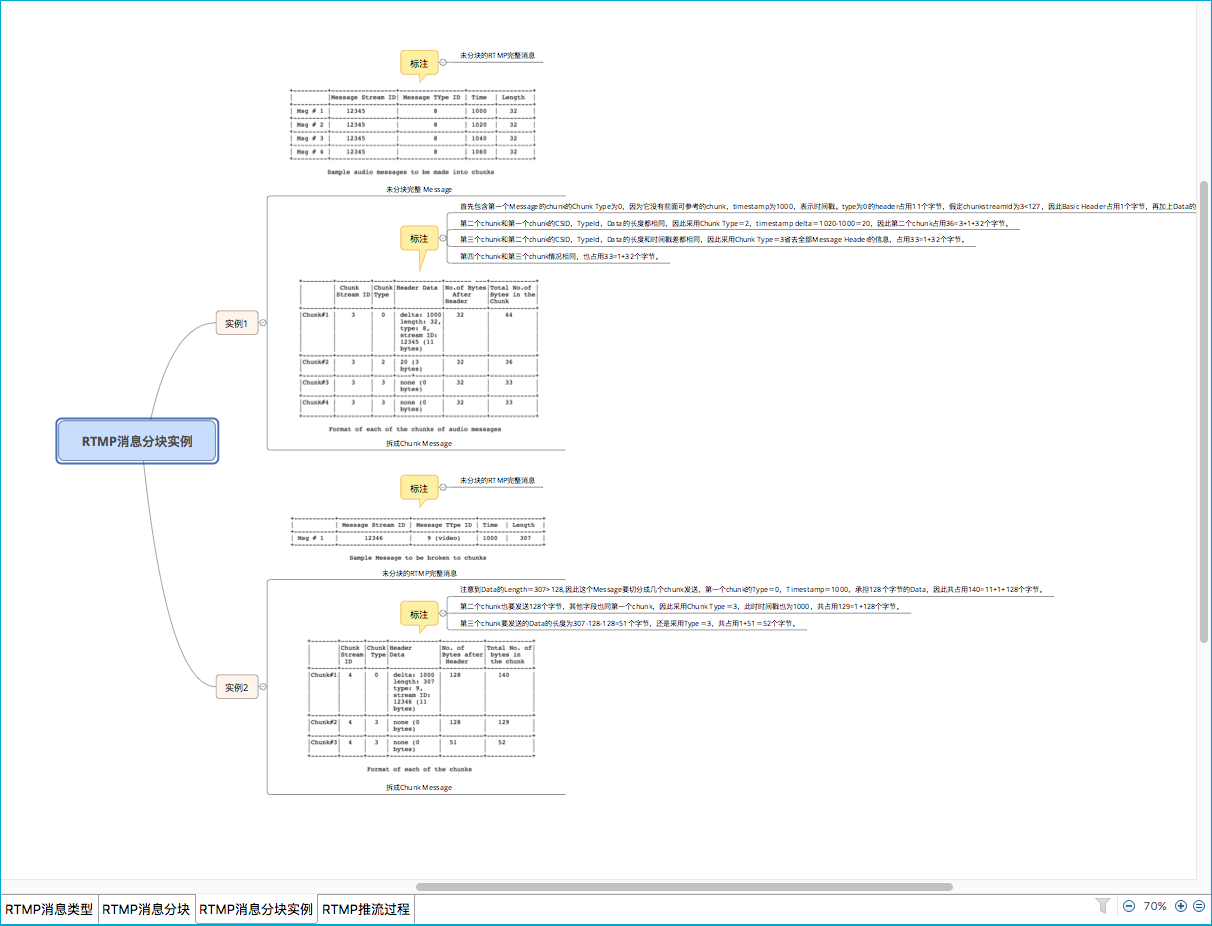 标注
未分块的RTMP完整消息
Message Stream ID | Message TYpe ID | Time | Length
Msg # 1 | 12345 | 8 | 1000 | 32
Msg # 2 | 12345 | 8 | 1020 | 32
Msg # 3 | 12345 | 8 | 1040 | 32
Msg # 4 | 12345 | 8 | 1060 | 32
Sample audio messages to be made into chunks
未分块完整 Message
首先包含第一个Message的chunk的Chunk Type为0，因为它没有前面可参考的chunk，timestamp为1000，表示时间戳。type为0的header占用11个字节，假定chunkstreamId为3<127，因此Basic Header占用1个字节，再加上Data的
第二个chunk和第一个chunk的CSID，TypeId，Data的长度都相同，因此采用Chunk Type＝2，timestamp delta＝1020-1000＝20，因此第二个chunk占用36=3+1+32个字节。
标注
第三个chunk和第二个chunk的CSID，TypeId，Data的长度和时间戳差都相同，因此采用Chunk Type＝3省去全部Message Header的信息，占用33=1+32个字节。
第四个chunk和第三个chunk情况相同，也占用33=1+32个字节。
Chunk | Chunk | Header Data | No.of Bytes | Total No.of
Stream ID | Type | After | Bytes in the
Header | Chunk
Chunk#1 | 3 | 0 | delta: 1000 | 32 | 44
length: 32,
type: 8,
stream ID:
12345 (11
bytes)
Chunk#2 | 3 | 2 | 20 (3 | 32 | 36
bytes)
Chunk#3 | 3 | 3 | none (0 | 32 | 33
bytes)
Chunk#4 | 3 | 3 | none (0 | 32 | 33
bytes)
Format of each of the chunks of audio messages
拆成Chunk Message
实例1
RTMP消息分块实例
标注
未分块的RTMP完整消息
Message Stream ID | Message TYpe ID | Time | Length
Msg # 1 | 12346 | 9 (video) | 1000 | 307
Sample Message to be broken to chunks
未分块的RTMP完整消息
注意到Data的Length＝307>128,因此这个Message要切分成几个chunk发送，第一个chunk的Type＝0，Timestamp＝1000，承担128个字节的Data，因此共占用140=11+1+128个字节。
第二个chunk也要发送128个字节，其他字段也同第一个chunk，因此采用Chunk Type＝3，此时时间戳也为1000，共占用129=1+128个字节。
标注
第三个chunk要发送的Data的长度为307-128-128=51个字节，还是采用Type＝3，共占用1+51＝52个字节。
Chunk | Chunk | Header | No. of | Total No. of
Stream | Type | Data | Bytes after | bytes in
ID | Header | the chunk
Chunk#1 | 4 | 0 | delta: 1000 | 128 | 140
length: 307
type: 9,
stream ID:
12346 (11
bytes)
Chunk#2 | 4 | 3 | none (0 | 128 | 129
bytes)
Chunk#3 | 4 | 3 | none (0 | 51 | 52
bytes)
Format of each of the chunks
拆成Chunk Message
实例2
RTMP消息类型
RTMP消息分块
RTMP消息分块实例
RTMP推流过程
70%